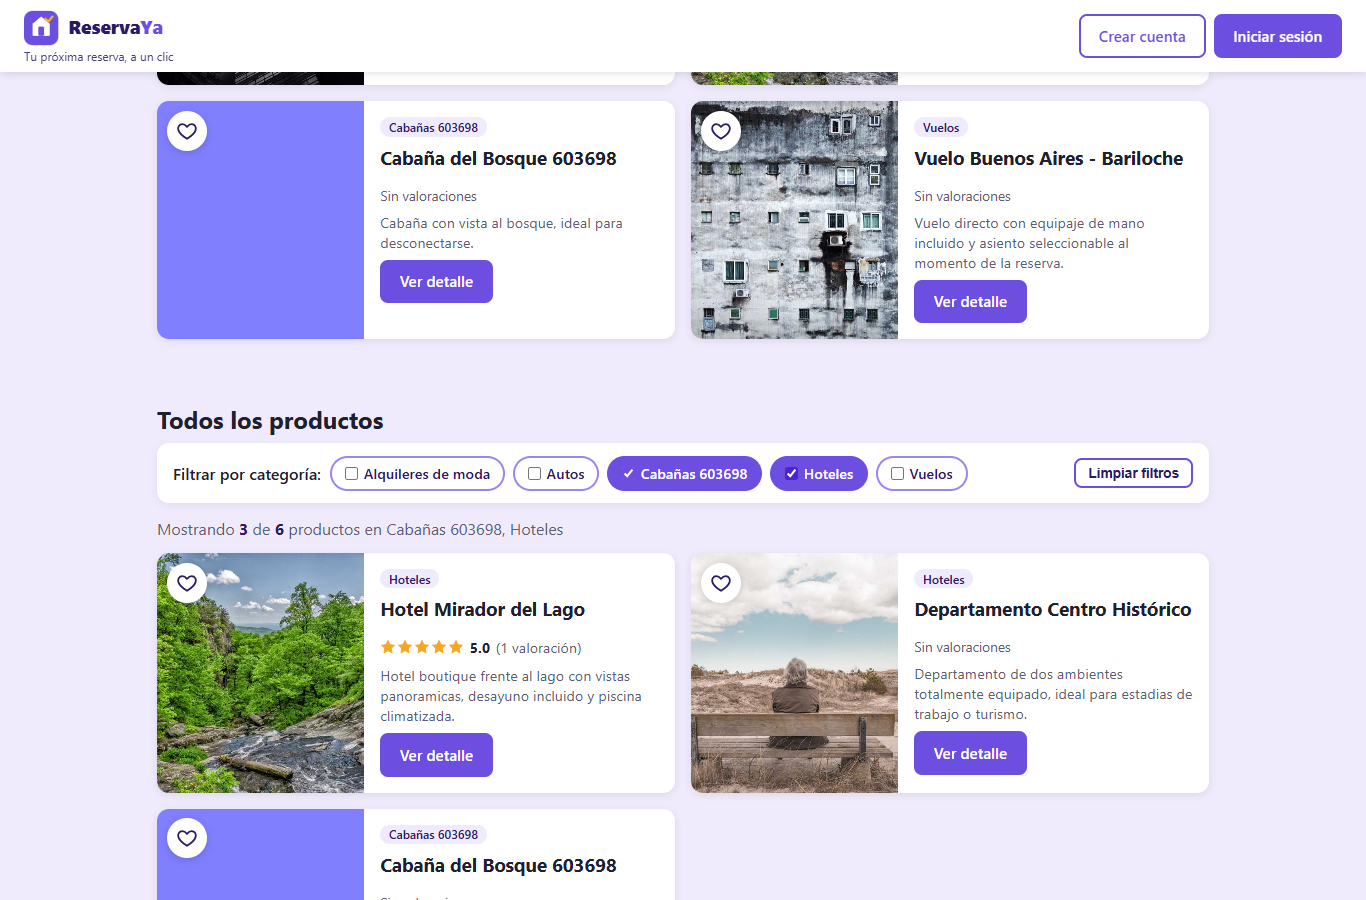 ReservaYa
Tu próxima reserva, a un clic
Crear cuenta
Iniciar sesión
Cabañas 603698
Cabaña del Bosque 603698
Sin valoraciones
Cabaña con vista al bosque, ideal para
desconectarse.
Ver detalle
Vuelos
Vuelo Buenos Aires - Bariloche
Sin valoraciones
Vuelo directo con equipaje de mano
incluido y asiento seleccionable al
momento de la reserva.
Ver detalle
Todos los productos
Filtrar por categoría:
Alquileres de moda
Autos
Cabañas 603698
Hoteles
Vuelos
Limpiar filtros
Mostrando 3 de 6 productos en Cabañas 603698, Hoteles
Hoteles
Hotel Mirador del Lago
5.0 (1 valoración)
Hotel boutique frente al lago con vistas
panoramicas, desayuno incluido y piscina
climatizada.
Ver detalle
Hoteles
Departamento Centro Histórico
Sin valoraciones
Departamento de dos ambientes
totalmente equipado, ideal para estadias de
trabajo o turismo.
Ver detalle
Cabañas 603698
Cabaña del Bosque 603698